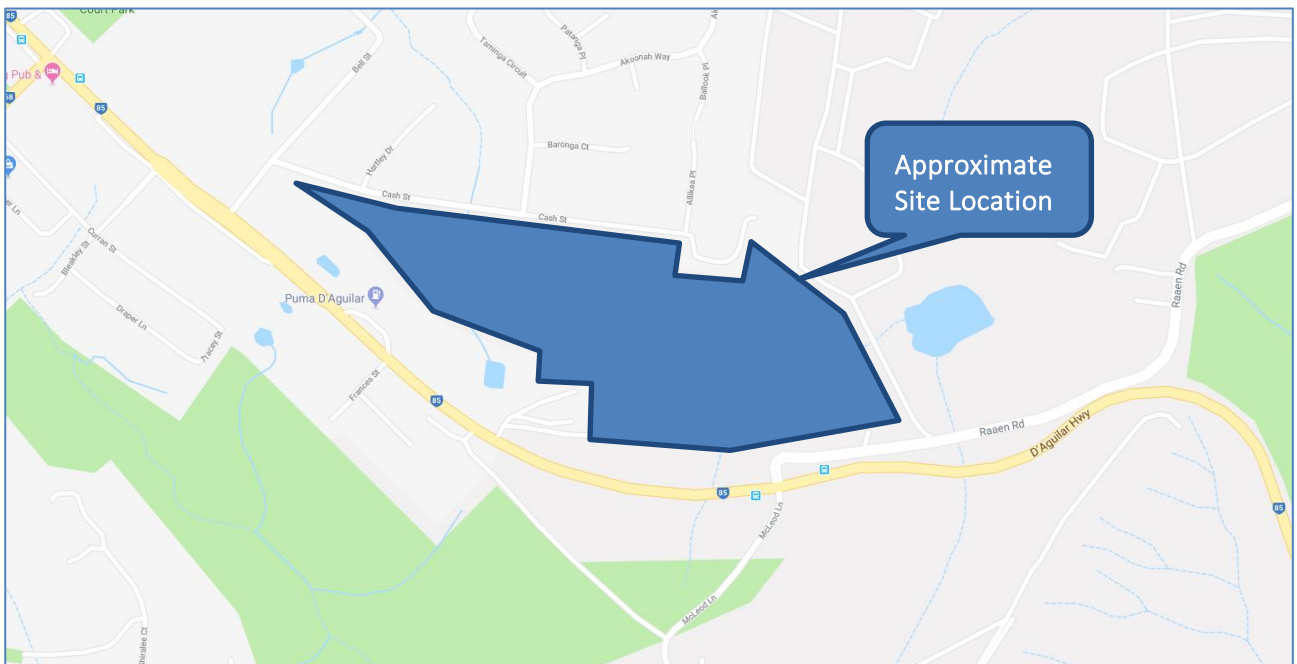 Court Park
85
Pub &
85
Bell St
Taminga Circuit
Patanga Pl
Akoonah Way
Ballook Pl
Hartley Dr
Baronga Ct
Allikea Pl
Cash St
Cash St
Approximate
Site Location
Curran St
Bleakley St
Draper Ln
Tracey St
Puma D'Aguilar
Frances St
85
Raaen Rd
Raaen Rd
D'Aguilar Hwy
85
85
McLeod Ln
McLeod Ln